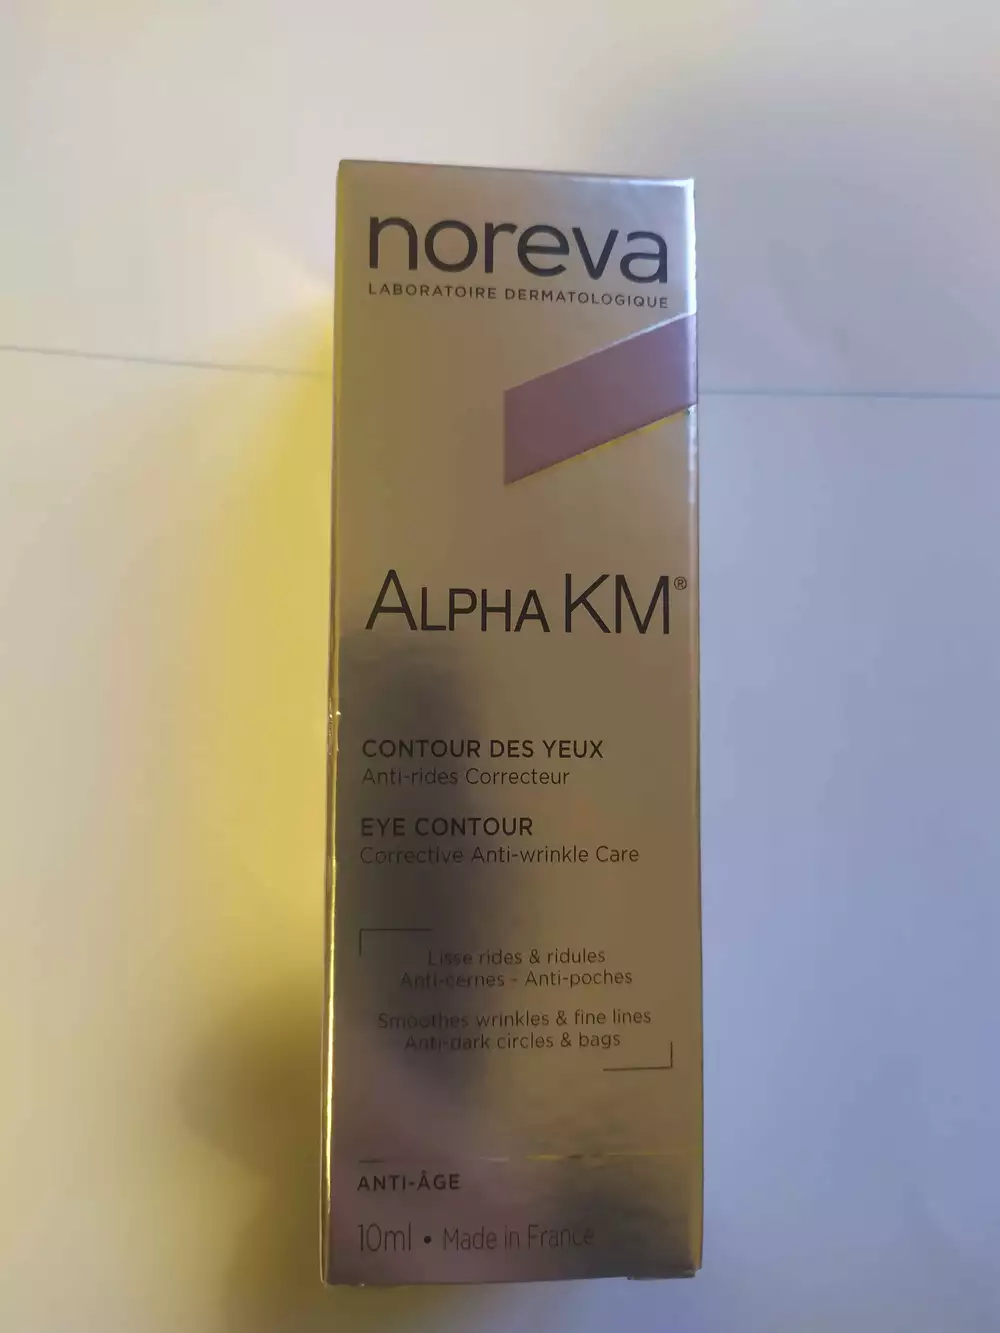 noreva
LABORATOIRE DERMATOLOGIQUE
ALPHA KM®
CONTOUR DES YEUX
Anti-rides Correcteur
EYE CONTOUR
Corrective Anti-wrinkle Care
Lisse rides & ridules
Anti-cernes - Anti-poches
Smoothes wrinkles & fine lines
Anti-dark circles & bags
ANTI-ÂGE
10ml • Made in France